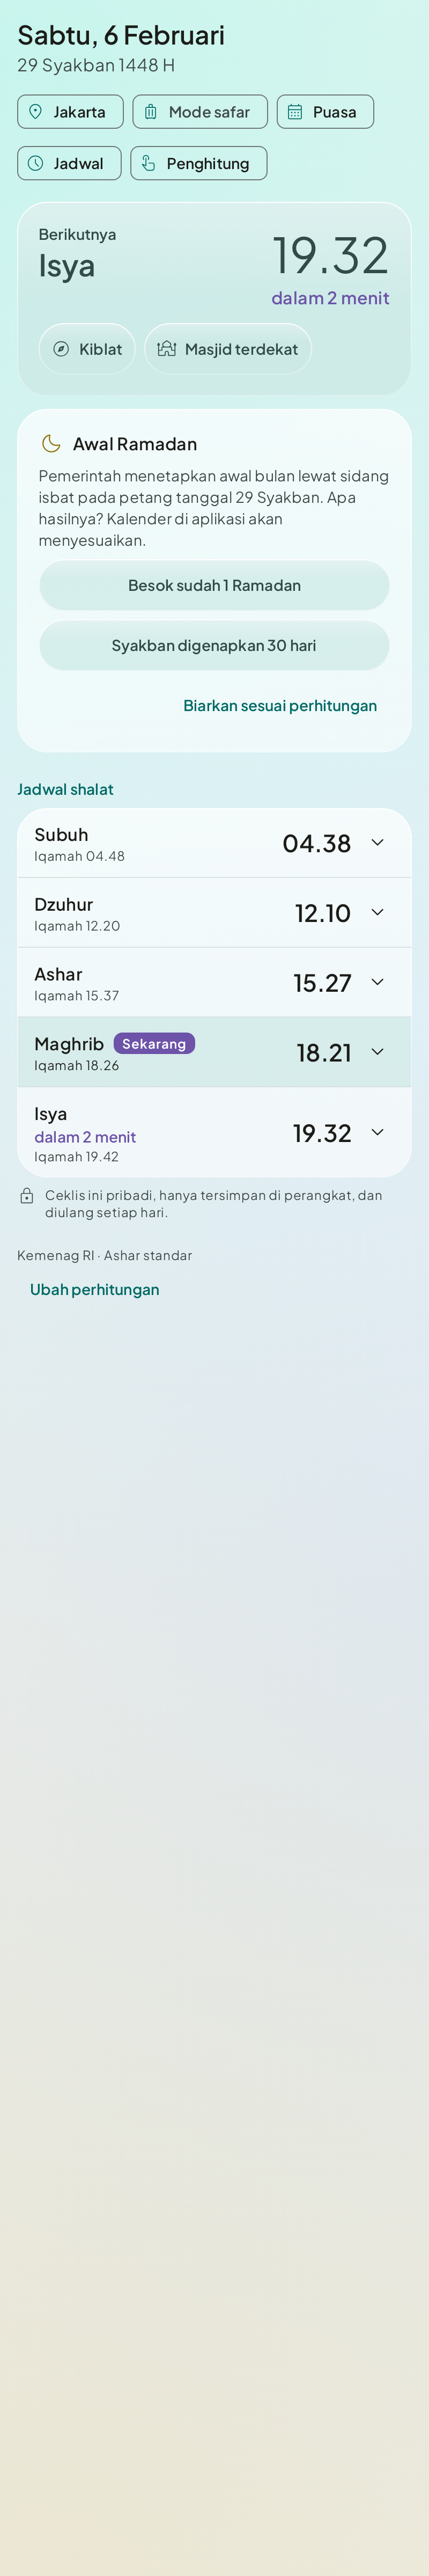 Sabtu, 6 Februari
29 Syakban 1448 H
Jakarta
Mode safar
Puasa
Jadwal
Penghitung
Berikutnya
Isya
19.32
dalam 2 menit
Kiblat
Masjid terdekat
Awal Ramadan
Pemerintah menetapkan awal bulan lewat sidang
isbat pada petang tanggal 29 Syakban. Apa
hasilnya? Kalender di aplikasi akan
menyesuaikan.
Besok sudah 1 Ramadan
Syakban digenapkan 30 hari
Biarkan sesuai perhitungan
Jadwal shalat
Subuh
Iqamah 04.48
04.38
Dzuhur
Iqamah 12.20
12.10
Ashar
Iqamah 15.37
15.27
Maghrib
Sekarang
Iqamah 18.26
18.21
Isya
dalam 2 menit
Iqamah 19.42
19.32
Ceklis ini pribadi, hanya tersimpan di perangkat, dan
diulang setiap hari.
Kemenag RI · Ashar standar
Ubah perhitungan